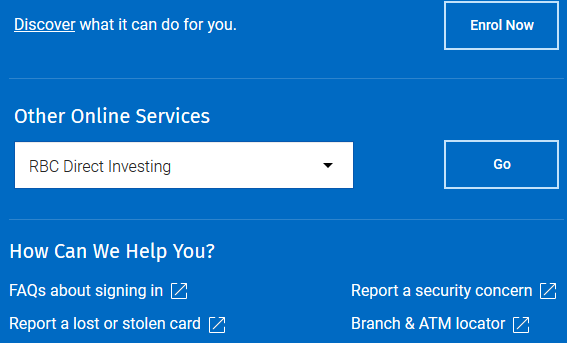 Discover what it can do for you.
Enrol Now
Other Online Services
RBC Direct Investing
Go
How Can We Help You?
FAQs about signing in
Report a security concern
Report a lost or stolen card
Branch & ATM locator